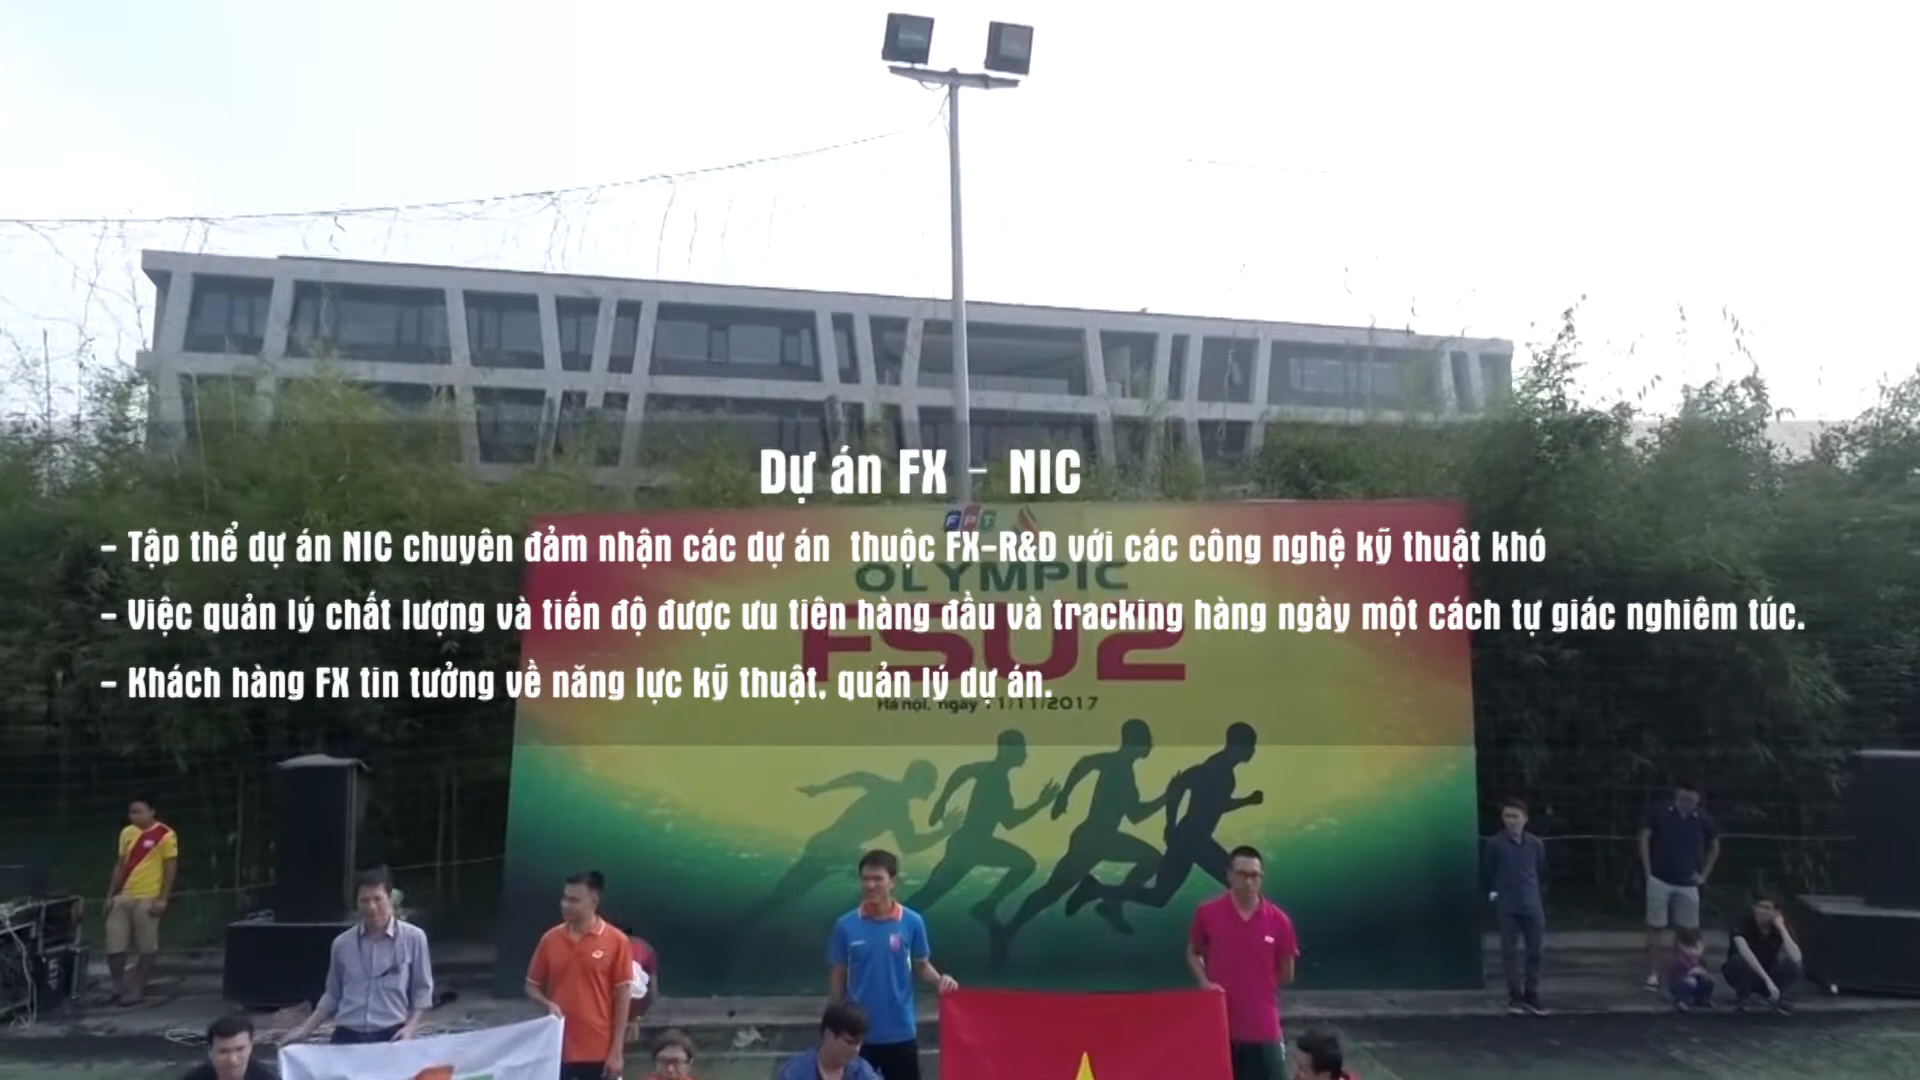 Dự án FX - NIC
- Tập thể dự án NIC chuyên đảm nhận các dự án thuộc FX-R&D với các công nghệ kỹ thuật khó
- Việc quản lý chất lượng và tiến độ được ưu tiên hàng đầu và tracking hàng ngày một cách tự giác nghiêm túc.
- Khách hàng FX tin tưởng về năng lực kỹ thuật, quản lý dự án.
FPT
OLYMPIC
FSU2
Hà nội, ngày 11/11/2017